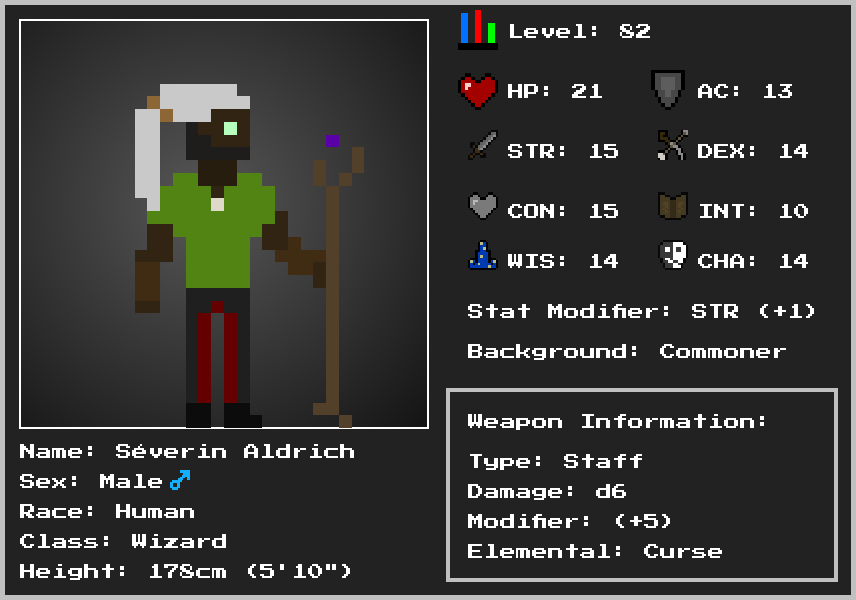 Level: 82
HP: 21
AC: 13
STR: 15
DEX: 14
CON: 15
INT: 10
WIS: 14
CHA: 14
Stat Modifier: STR (+1)
Background: Commoner
Weapon Information:
Type: Staff
Damage: d6
Modifier: (+5)
Elemental: Curse
Name: Séverin Aldrich
Sex: Male♂
Race: Human
Class: Wizard
Height: 178cm (5'10")